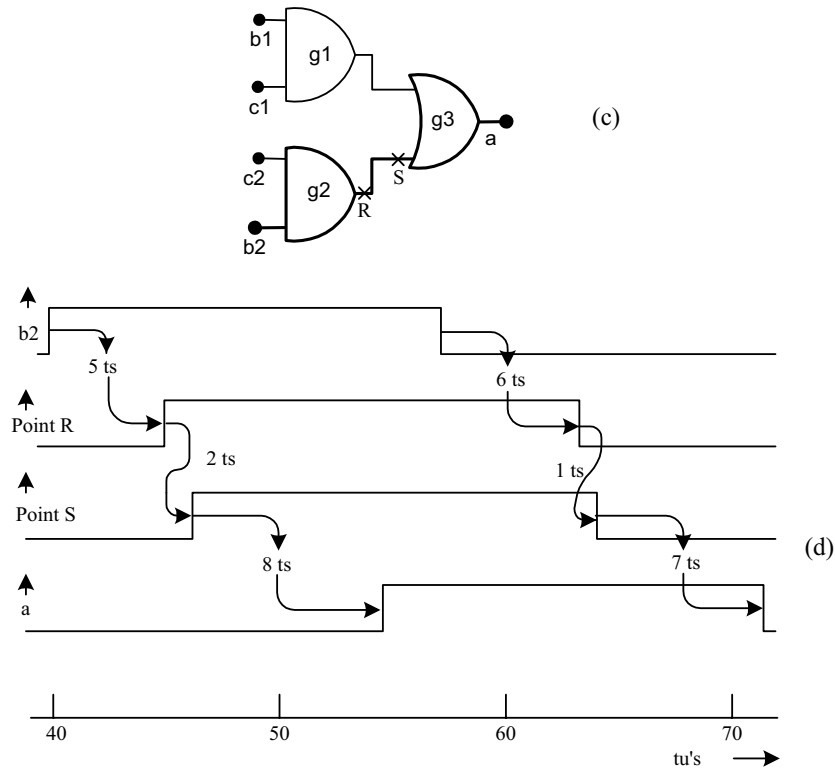 b1
g1
c1
g3
(c)
a
c2
S
g2
R
b2
b2
5 ts
6 ts
Point R
2 ts
1 ts
Point S
(d)
8 ts
7 ts
a
40 50 60 70
tu's